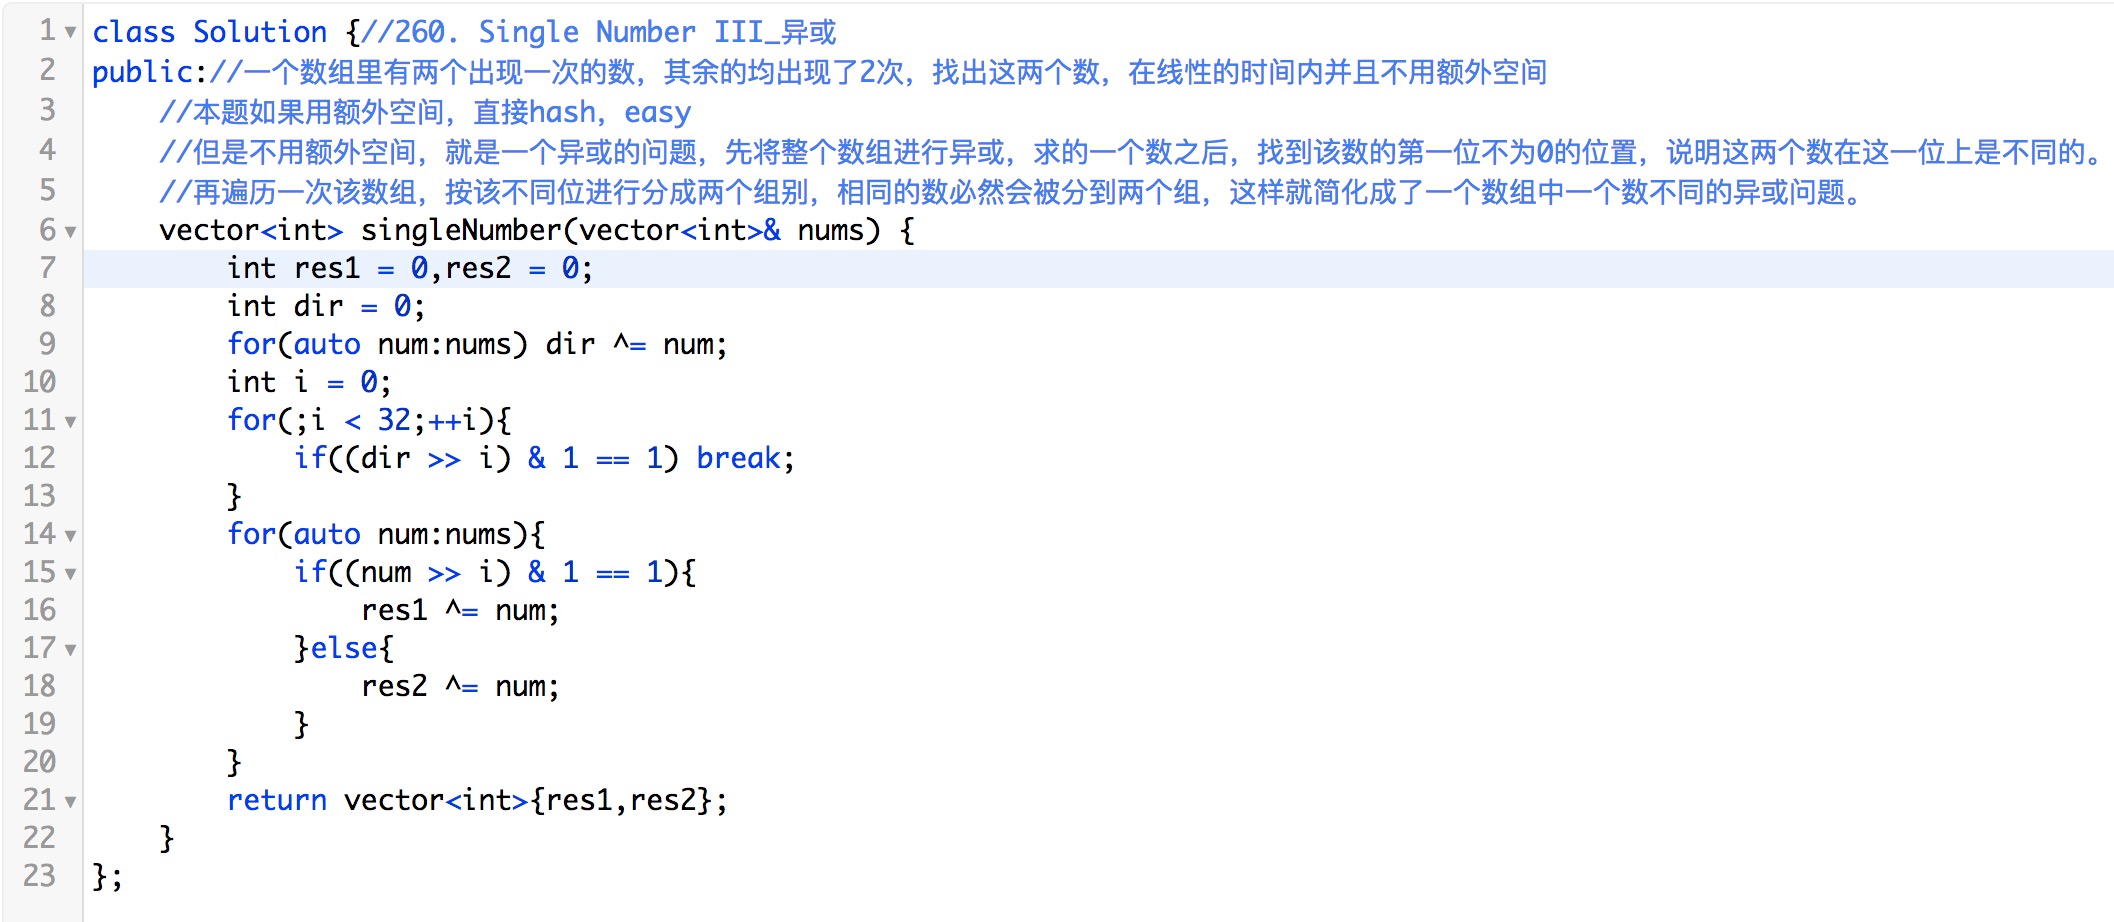 1 class Solution {//260. Single Number III_异或
2 public://一个数组里有两个出现一次的数，其余的均出现了2次，找出这两个数，在线性的时间内并且不用额外空间
3     //本题如果用额外空间，直接hash，easy
4     //但是不用额外空间，就是一个异或的问题，先将整个数组进行异或，求的一个数之后，找到该数的第一位不为0的位置，说明这两个数在这一位上是不同的。
5     //再遍历一次该数组，按该不同位进行分成两个组别，相同的数必然会被分到两个组，这样就简化成了一个数组中一个数不同的异或问题。
6     vector<int> singleNumber(vector<int>& nums) {
7         int res1 = 0,res2 = 0;
8         int dir = 0;
9         for(auto num:nums) dir ^= num;
10         int i = 0;
11         for(;i < 32;++i){
12             if((dir >> i) & 1 == 1) break;
13         }
14         for(auto num:nums){
15             if((num >> i) & 1 == 1){
16                 res1 ^= num;
17             }else{
18                 res2 ^= num;
19             }
20         }
21         return vector<int>{res1,res2};
22     }
23 };